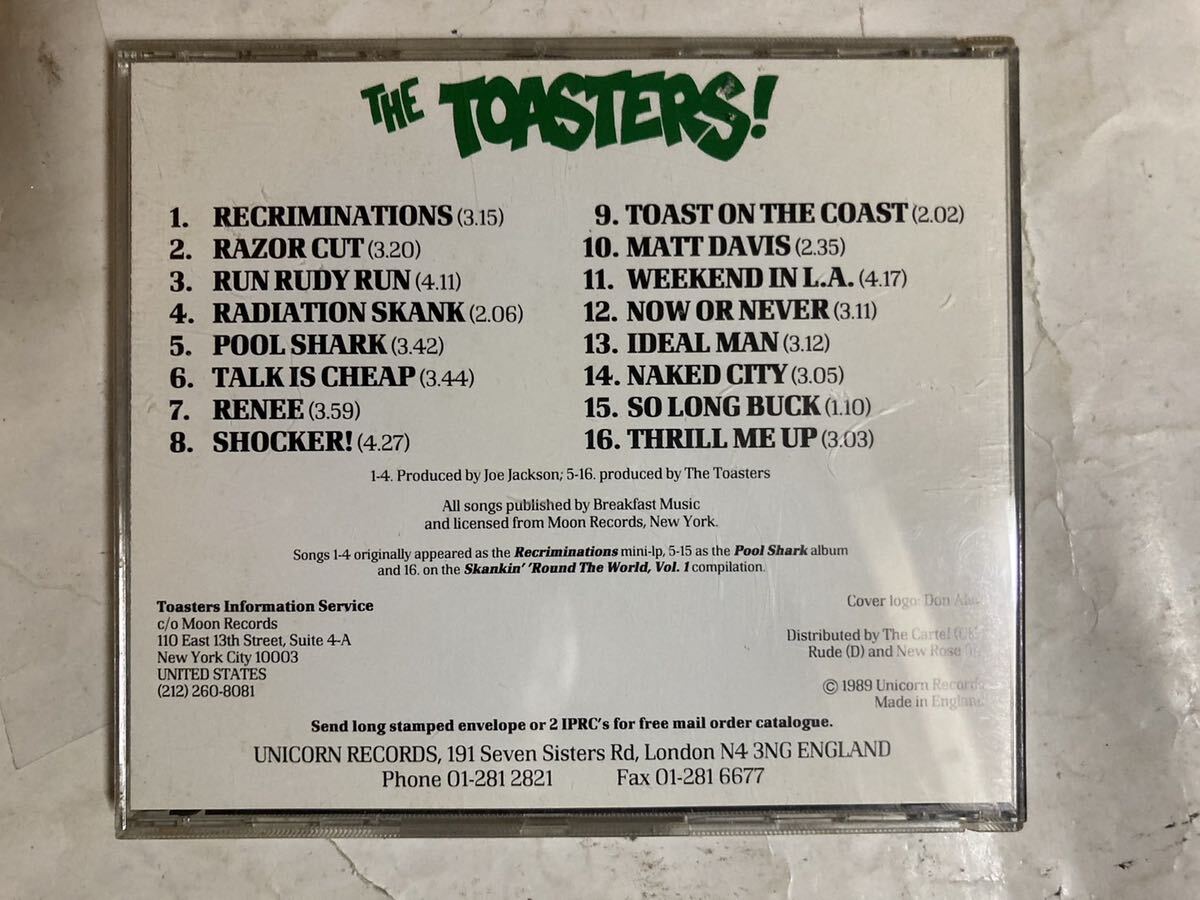 THE TOASTERS!
1. RECRIMINATIONS (3.15)
2. RAZOR CUT (3.20)
3. RUN RUDY RUN (4.11)
4. RADIATION SKANK (2.06)
5. POOL SHARK (3.42)
6. TALK IS CHEAP (3.44)
7. RENEE (3.59)
8. SHOCKER! (4.27)
9. TOAST ON THE COAST (2.02)
10. MATT DAVIS (2.35)
11. WEEKEND IN L.A. (4.17)
12. NOW OR NEVER (3.11)
13. IDEAL MAN (3.12)
14. NAKED CITY (3.05)
15. SO LONG BUCK (1.10)
16. THRILL ME UP (3.03)
1-4. Produced by Joe Jackson; 5-16. produced by The Toasters
All songs published by Breakfast Music
and licensed from Moon Records, New York.
Songs 1-4 originally appeared as the Recriminations mini-lp, 5-15 as the Pool Shark album
and 16. on the Skankin' 'Round The World, Vol. 1 compilation.
Toasters Information Service
c/o Moon Records
110 East 13th Street, Suite 4-A
New York City 10003
UNITED STATES
(212) 260-8081
Cover logo: Don
Distributed by The Cartel (UK)
Rude (D) and New Rose
© 1989 Unicorn Records
Made in England
Send long stamped envelope or 2 IPRC's for free mail order catalogue.
UNICORN RECORDS, 191 Seven Sisters Rd, London N4 3NG ENGLAND
Phone 01-281 2821 Fax 01-281 6677